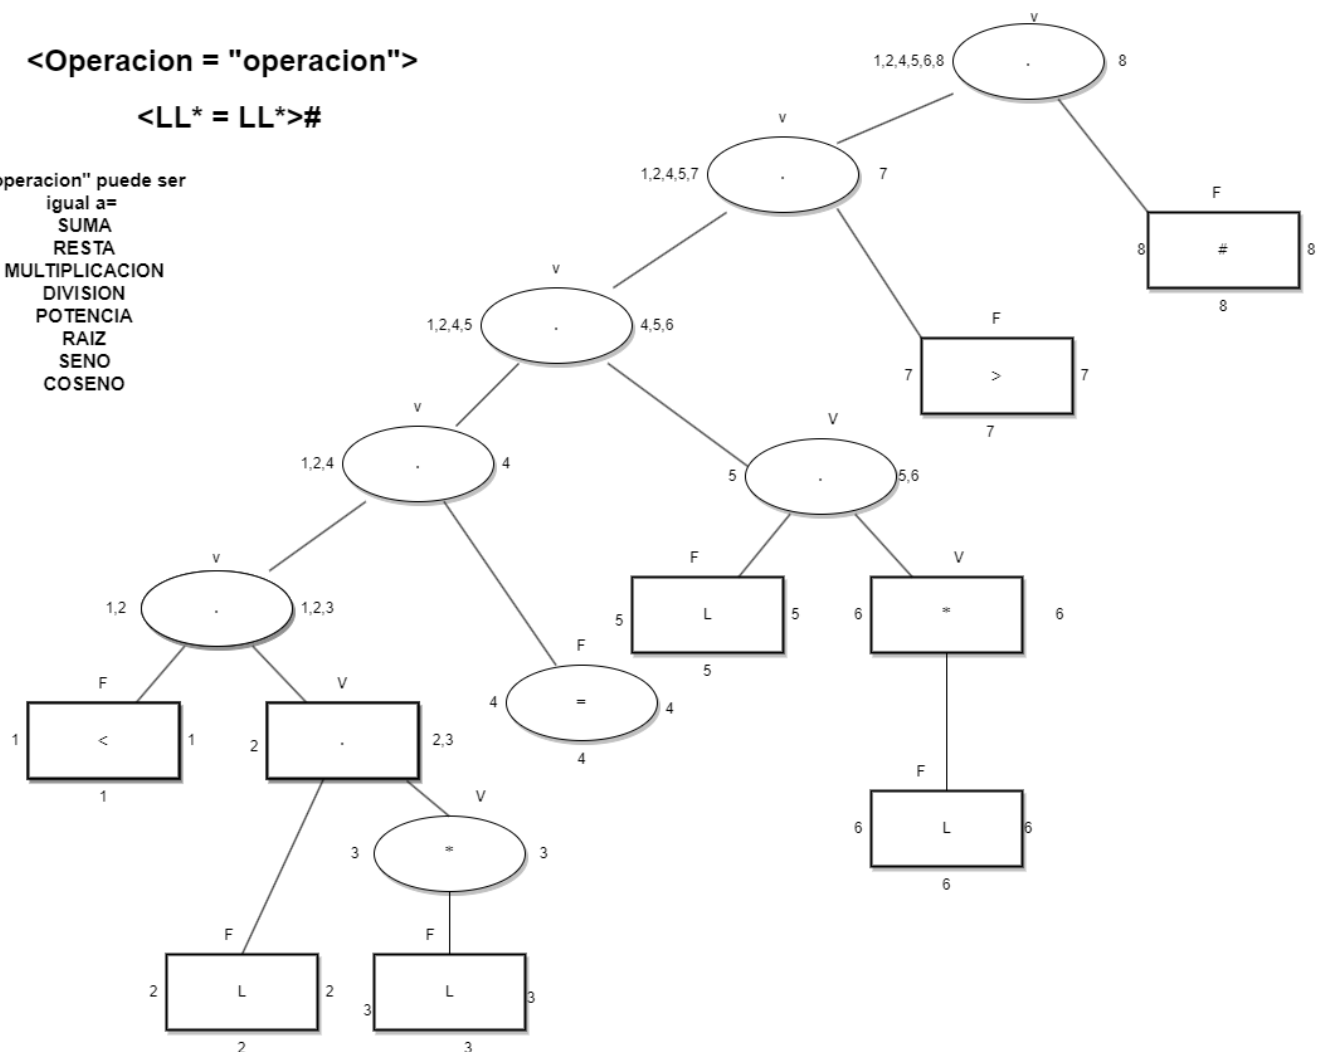 <Operacion = "operacion">
<LL* = LL*>#
operacion" puede ser
igual a=
SUMA
RESTA
MULTIPLICACION
DIVISION
POTENCIA
RAIZ
SENO
COSENO
v
1,2,4,5,6,8 . 8
v
1,2,4,5,7 . 7
F
8 # 8
8
v
1,2,4,5 . 4,5,6
F
7 > 7
7
v
1,2,4 . 4
V
5 . 5,6
v
1,2 . 1,2,3
F
5 L 5
5
V
6 * 6
F
4 = 4
4
F
1 < 1
1
V
2 . 2,3
V
3 * 3
F
6 L 6
6
F
2 L 2
2
F
3 L 3
3